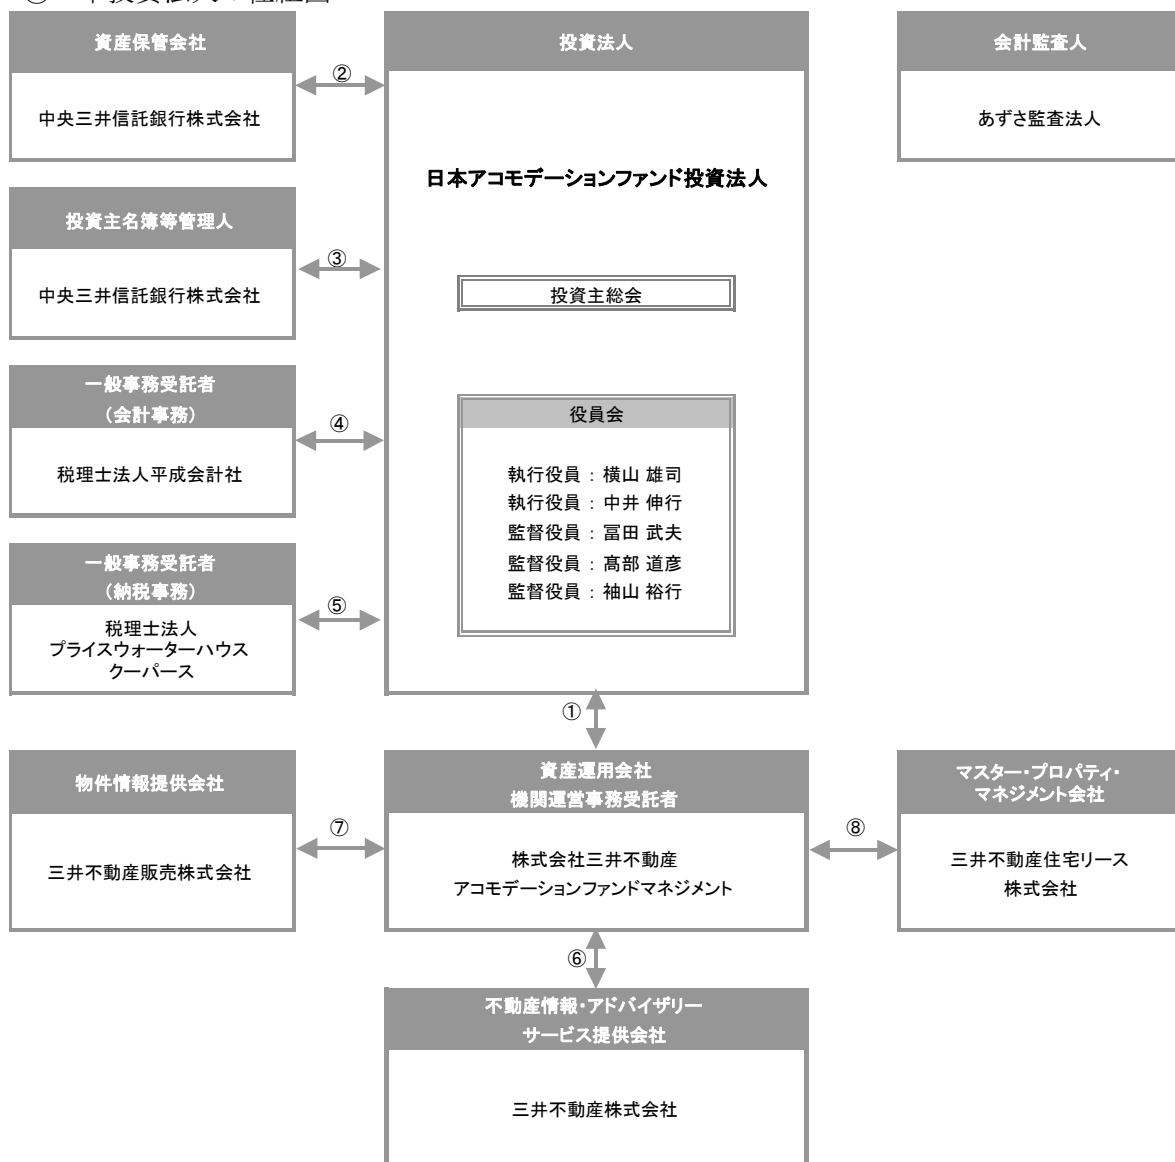 資産保管会社
中央三井信託銀行株式会社
②
投資法人
日本アコモデーションファンド投資法人
投資主総会
役員会
執行役員 : 横山 雄司
執行役員 : 中井 伸行
監督役員 : 冨田 武夫
監督役員 : 髙部 道彦
監督役員 : 袖山 裕行
会計監査人
あずさ監査法人
投資主名簿等管理人
中央三井信託銀行株式会社
③
一般事務受託者
(会計事務)
税理士法人平成会計社
④
一般事務受託者
(納税事務)
税理士法人
プライスウォーターハウス
クーパース
⑤
①
物件情報提供会社
三井不動産販売株式会社
⑦
資産運用会社
機関運営事務受託者
株式会社三井不動産
アコモデーションファンドマネジメント
⑧
マスター・プロパティ・
マネジメント会社
三井不動産住宅リース
株式会社
⑥
不動産情報・アドバイザリー
サービス提供会社
三井不動産株式会社